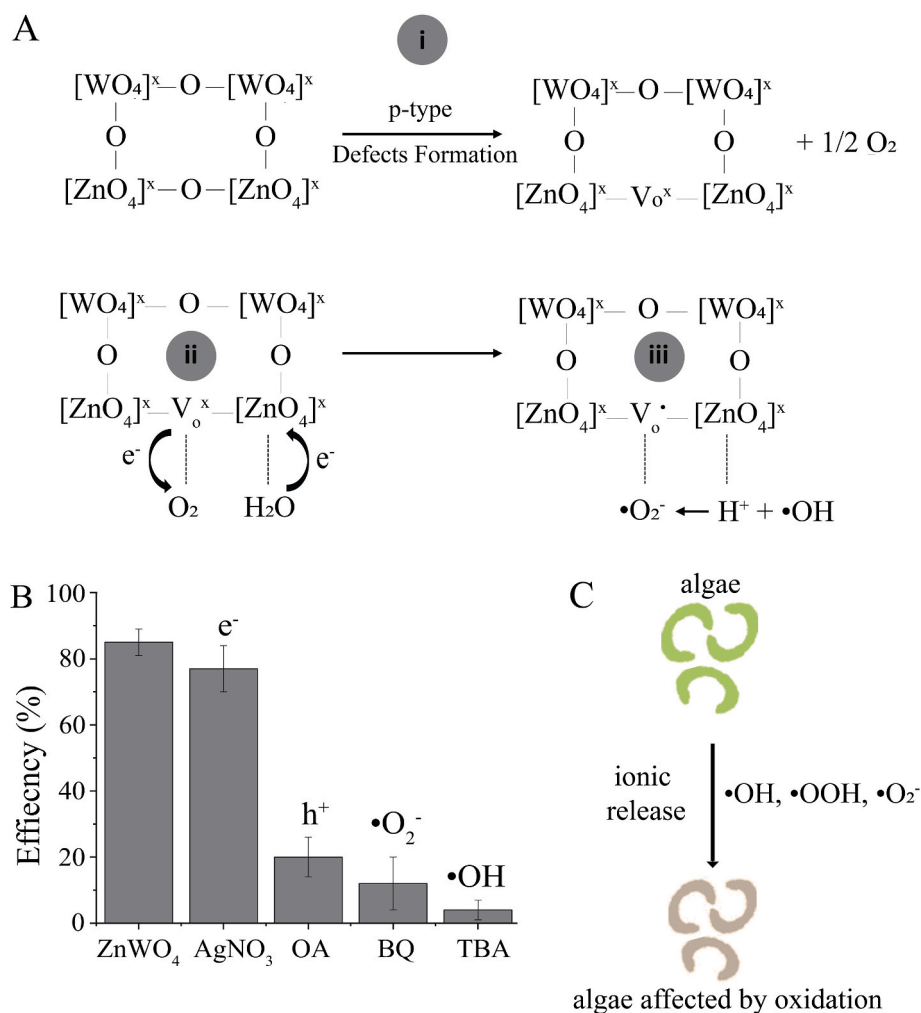 A
i
[WO₄]ˣ—O—[WO₄]ˣ
O O
[ZnO₄]ˣ—O—[ZnO₄]ˣ
p-type
Defects Formation
[WO₄]ˣ—O—[WO₄]ˣ
O O
[ZnO₄]ˣ—Voˣ—[ZnO₄]ˣ
+ 1/2 O₂
[WO₄]ˣ—O—[WO₄]ˣ
O ii O
[ZnO₄]ˣ—Vₒˣ—[ZnO₄]ˣ
e⁻ e⁻
O₂ H₂O
[WO₄]ˣ—O—[WO₄]ˣ
O iii O
[ZnO₄]ˣ—Vₒ•—[ZnO₄]ˣ
•O₂⁻ ← H⁺ + •OH
B
Effiecncy (%)
100
80
60
40
20
0
e⁻
h⁺
•O₂⁻
•OH
ZnWO₄ AgNO₃ OA BQ TBA
C
algae
ionic
release
•OH, •OOH, •O₂⁻
algae affected by oxidation